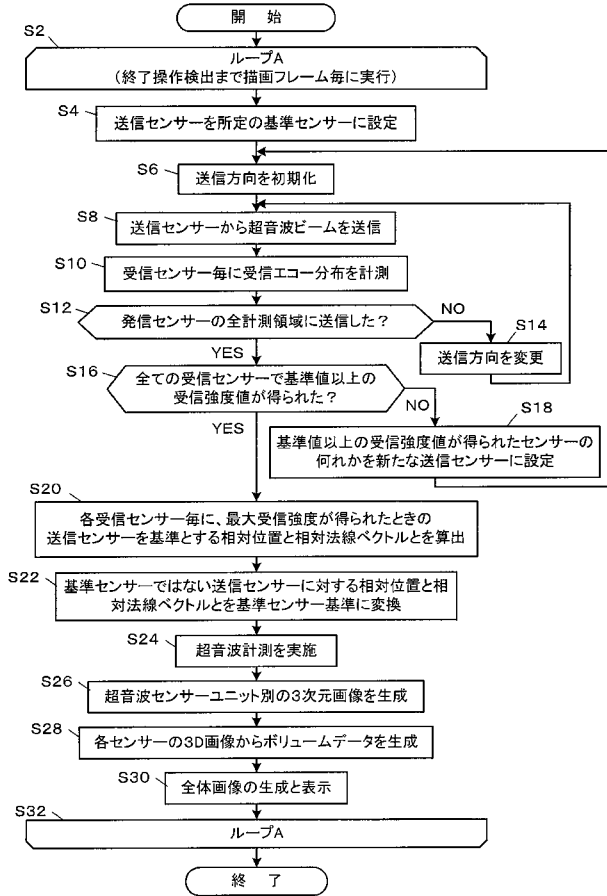 開　始
S2
ループA
（終了操作検出まで描画フレーム毎に実行）
S4
送信センサーを所定の基準センサーに設定
S6
送信方向を初期化
S8
送信センサーから超音波ビームを送信
S10
受信センサー毎に受信エコー分布を計測
S12
発信センサーの全計測領域に送信した？
NO
S14
送信方向を変更
YES
S16
全ての受信センサーで基準値以上の
受信強度値が得られた？
NO
S18
基準値以上の受信強度値が得られたセンサーの
何れかを新たな送信センサーに設定
YES
S20
各受信センサー毎に、最大受信強度が得られたときの
送信センサーを基準とする相対位置と相対法線ベクトルとを算出
S22
基準センサーではない送信センサーに対する相対位置と相
対法線ベクトルとを基準センサー基準に変換
S24
超音波計測を実施
S26
超音波センサーユニット別の３次元画像を生成
S28
各センサーの３D画像からボリュームデータを生成
S30
全体画像の生成と表示
S32
ループA
終　了